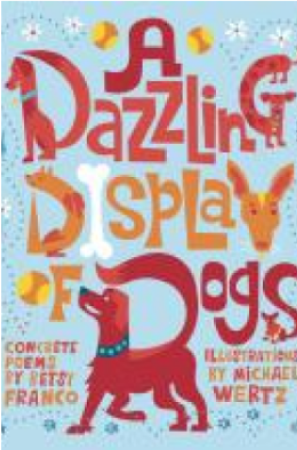 A
DAZZLING
DISPLAY
OF DOGS
CONCRETE
POEMS
BY BETSY
FRANCO
ILLUSTRATIONS
BY MICHAEL
WERTZ